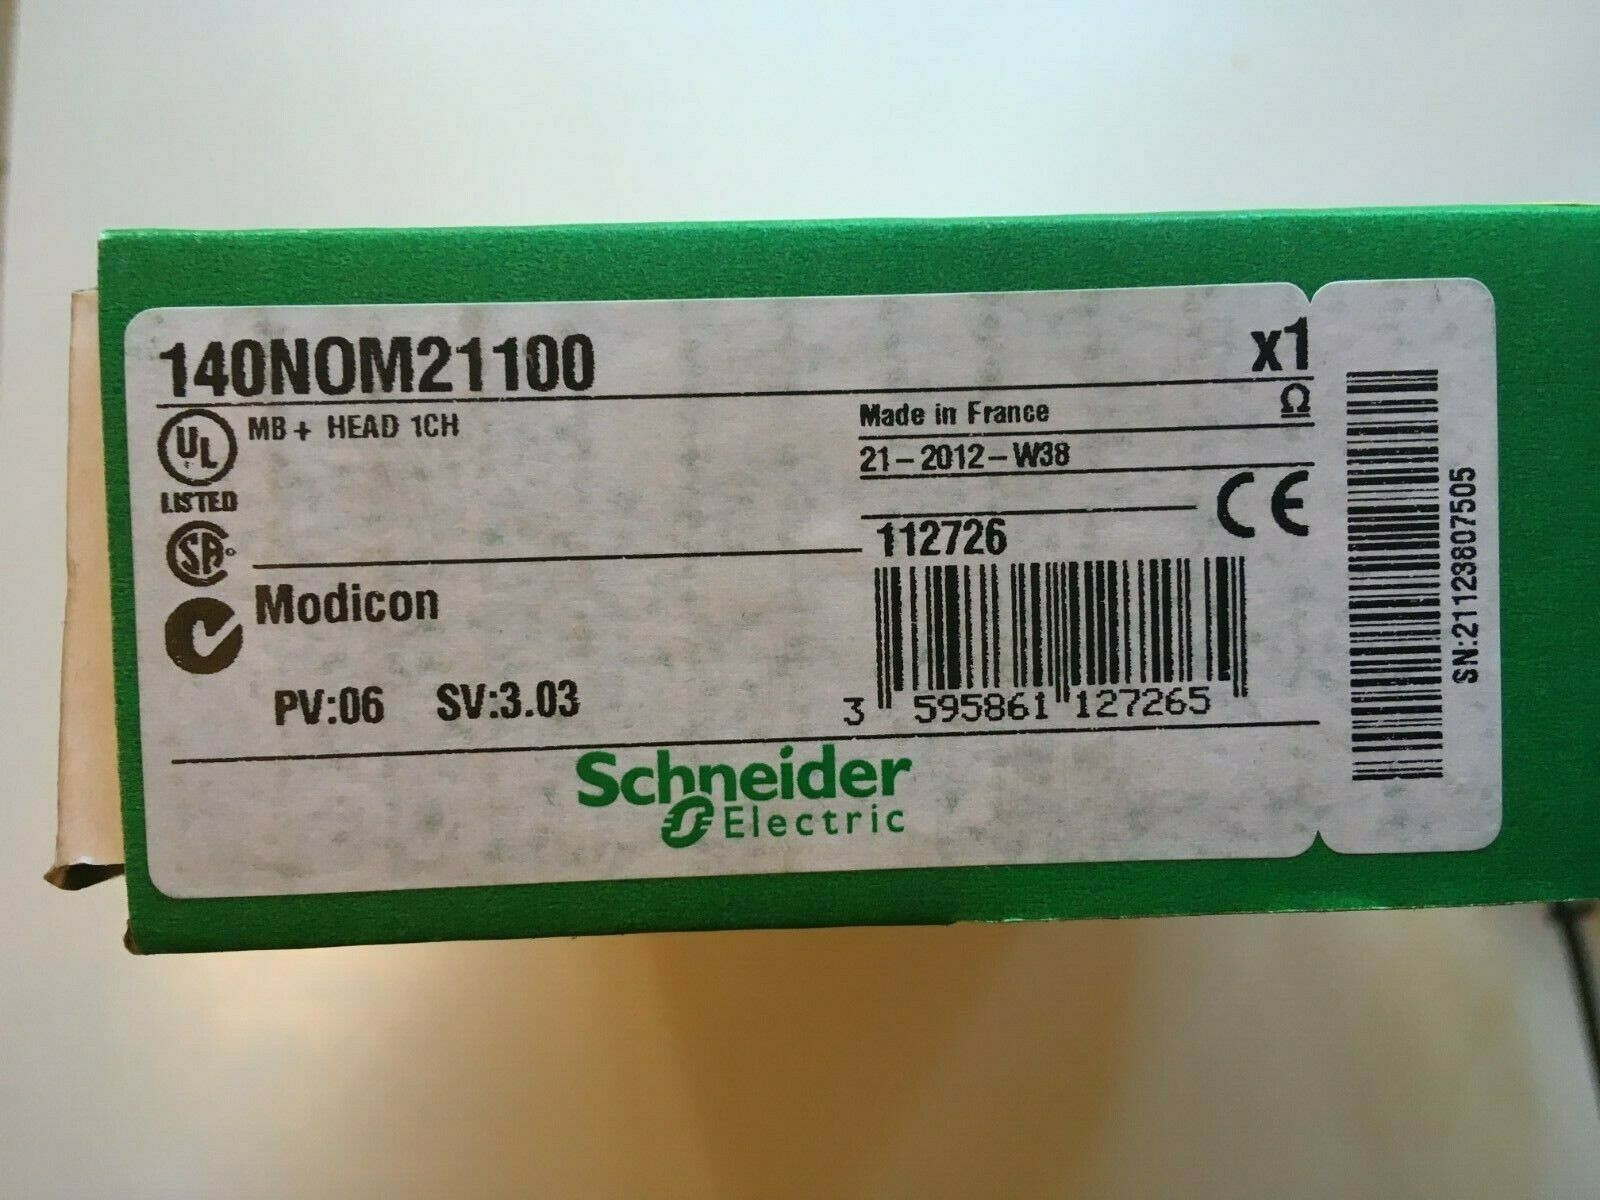 140NOM21100
x1
UL
LISTED
MB+ HEAD 1CH
Made in France
Ω
21-2012-W38
CE
SA
112726
Modicon
PV:06 SV:3.03
3 595861 127265
Schneider
Electric
SN:21123807505